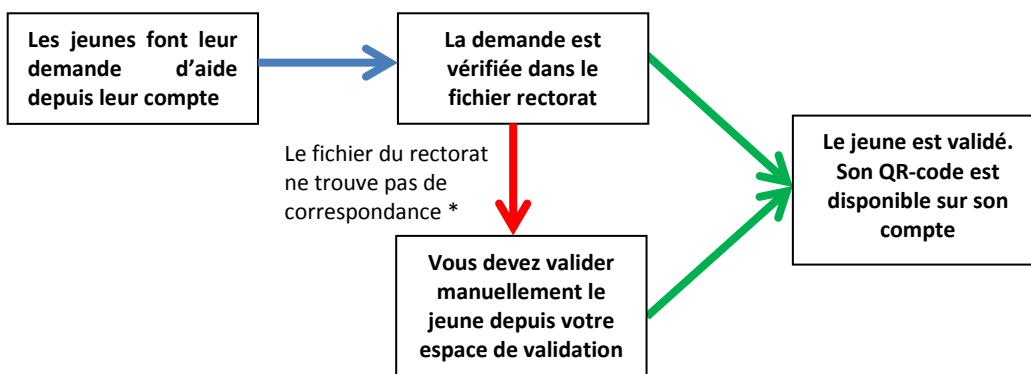 Les jeunes font leur
demande d’aide
depuis leur compte
La demande est
vérifiée dans le
fichier rectorat
Le fichier du rectorat
ne trouve pas de
correspondance *
Vous devez valider
manuellement le
jeune depuis votre
espace de validation
Le jeune est validé.
Son QR-code est
disponible sur son
compte